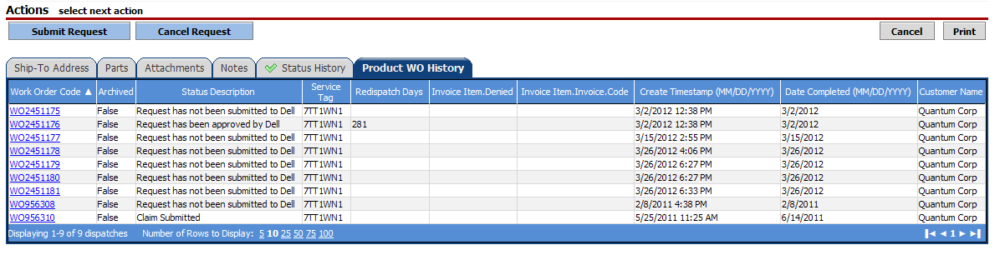 Actions select next action
Submit Request Cancel Request Cancel Print
Ship-To Address Parts Attachments Notes Status History Product WO History
Work Order Code ▲ Archived Status Description Service Tag Redispatch Days Invoice Item.Denied Invoice Item.Invoice.Code Create Timestamp (MM/DD/YYYY) Date Completed (MM/DD/YYYY) Customer Name
WO2451175 False Request has not been submitted to Dell 7TT1WN1 3/2/2012 12:38 PM 3/2/2012 Quantum Corp
WO2451176 False Request has been approved by Dell 7TT1WN1 281 3/2/2012 12:38 PM 3/2/2012 Quantum Corp
WO2451177 False Request has not been submitted to Dell 7TT1WN1 3/15/2012 2:55 PM 3/15/2012 Quantum Corp
WO2451178 False Request has not been submitted to Dell 7TT1WN1 3/26/2012 4:06 PM 3/26/2012 Quantum Corp
WO2451179 False Request has not been submitted to Dell 7TT1WN1 3/26/2012 6:27 PM 3/26/2012 Quantum Corp
WO2451180 False Request has not been submitted to Dell 7TT1WN1 3/26/2012 6:27 PM 3/26/2012 Quantum Corp
WO2451181 False Request has not been submitted to Dell 7TT1WN1 3/26/2012 6:33 PM 3/26/2012 Quantum Corp
WO956308 False Request has not been submitted to Dell 7TT1WN1 2/8/2011 4:38 PM 2/8/2011 Quantum Corp
WO956310 False Claim Submitted 7TT1WN1 5/25/2011 11:25 AM 6/14/2011 Quantum Corp
Displaying 1-9 of 9 dispatches Number of Rows to Display: 5 10 25 50 75 100 1